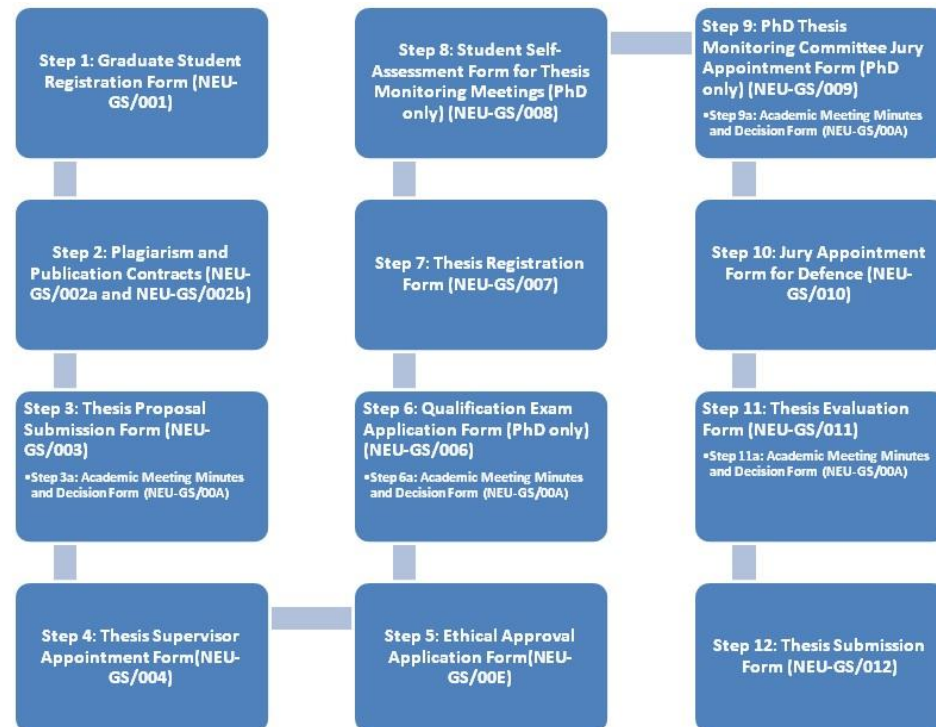 Step 1: Graduate Student
Registration Form (NEU-
GS/001)
Step 2: Plagiarism and
Publication Contracts (NEU-
GS/002a and NEU-GS/002b)
Step 3: Thesis Proposal
Submission Form (NEU-
GS/003)
•Step 3a: Academic Meeting Minutes
and Decision Form (NEU-GS/00A)
Step 4: Thesis Supervisor
Appointment Form(NEU-
GS/004)
Step 5: Ethical Approval
Application Form(NEU-
GS/00E)
Step 6: Qualification Exam
Application Form (PhD only)
(NEU-GS/006)
•Step 6a: Academic Meeting Minutes
and Decision Form (NEU-GS/00A)
Step 7: Thesis Registration
Form (NEU-GS/007)
Step 8: Student Self-
Assessment Form for Thesis
Monitoring Meetings (PhD
only) (NEU-GS/008)
Step 9: PhD Thesis
Monitoring Committee Jury
Appointment Form (PhD
only) (NEU-GS/009)
•Step 9a: Academic Meeting Minutes
and Decision Form (NEU-GS/00A)
Step 10: Jury Appointment
Form for Defence (NEU-
GS/010)
Step 11: Thesis Evaluation
Form (NEU-GS/011)
•Step 11a: Academic Meeting Minutes
and Decision Form (NEU-GS/00A)
Step 12: Thesis Submission
Form (NEU-GS/012)